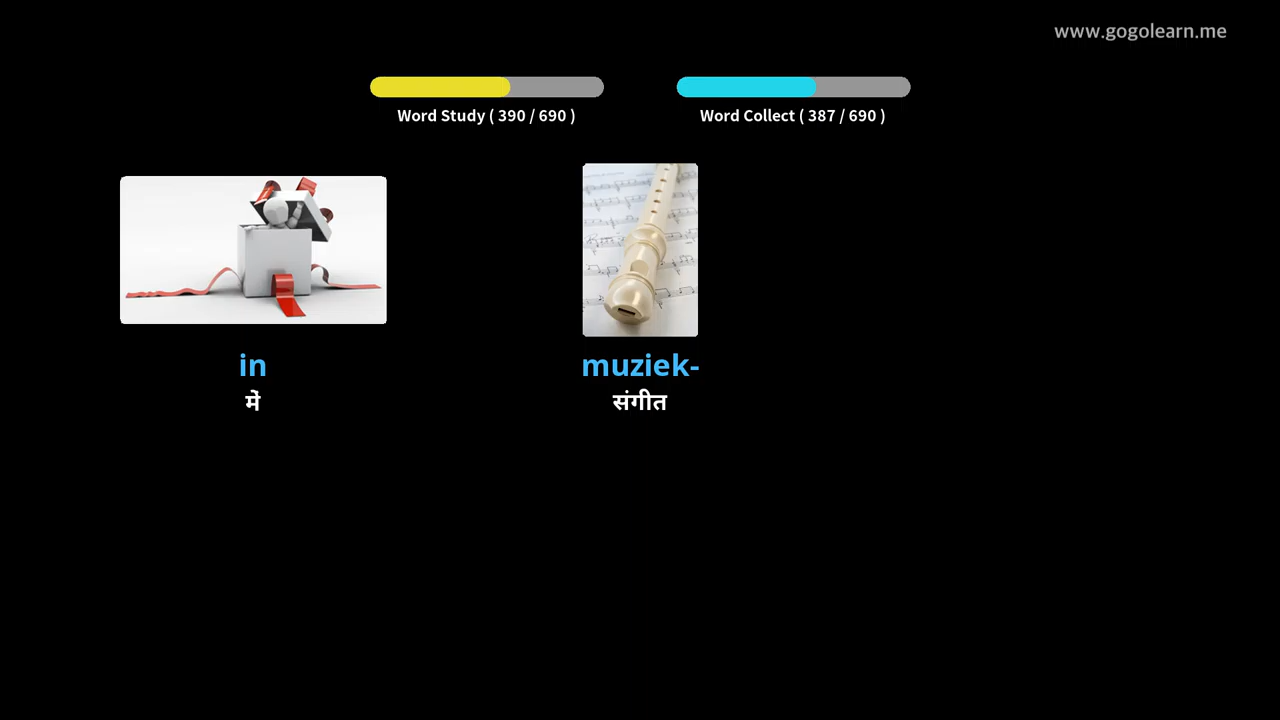 www.gogolearn.me
Word Study ( 390 / 690 )
Word Collect ( 387 / 690 )
in
में
muziek-
संगीत